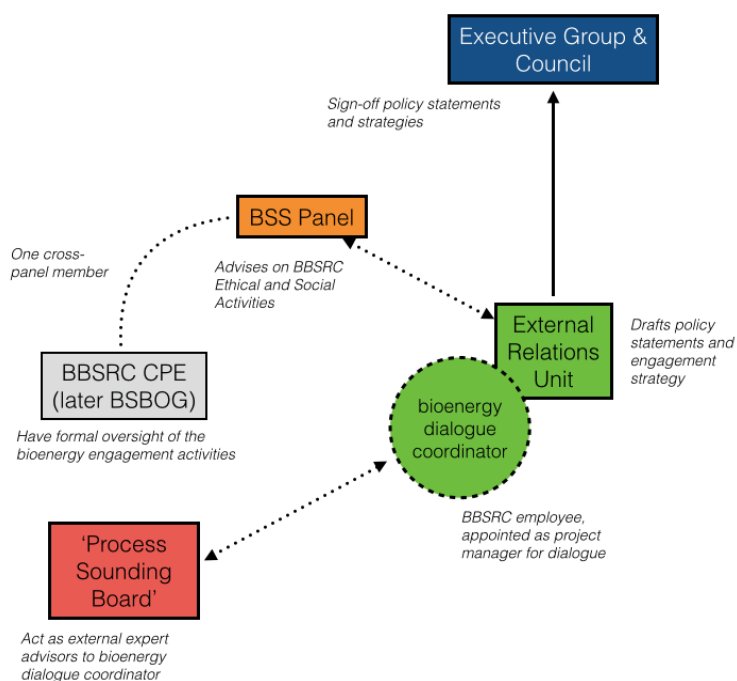 Executive Group &
Council
Sign-off policy statements
and strategies
BSS Panel
One cross-
panel member
Advises on BBSRC
Ethical and Social
Activities
External
Relations
Unit
Drafts policy
statements and
engagement
strategy
BBSRC CPE
(later BSBOG)
Have formal oversight of the
bioenergy engagement activities
bioenergy
dialogue
coordinator
BBSRC employee,
appointed as project
manager for dialogue
‘Process
Sounding
Board’
Act as external expert
advisors to bioenergy
dialogue coordinator